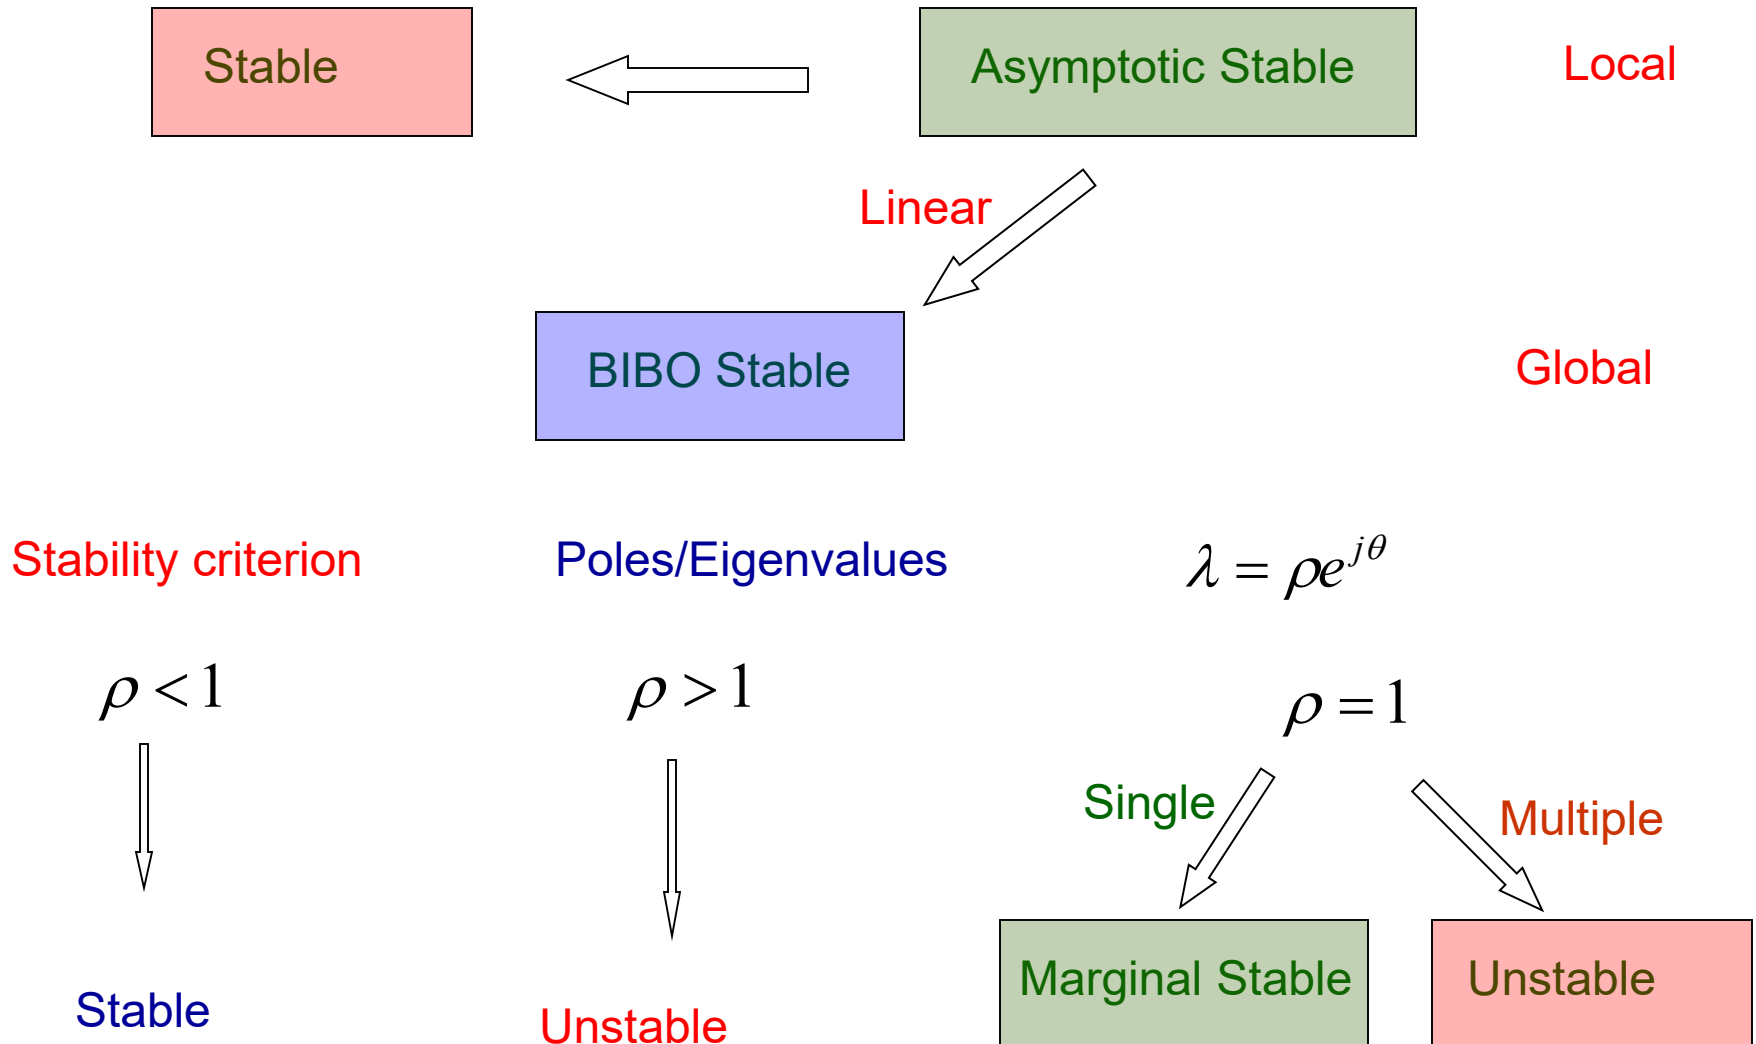 Stable
Asymptotic Stable
Local
Linear
BIBO Stable
Global
Stability criterion
Poles/Eigenvalues
λ = ρe^{jθ}
ρ < 1
ρ > 1
ρ = 1
Single
Multiple
Marginal Stable
Unstable
Stable
Unstable